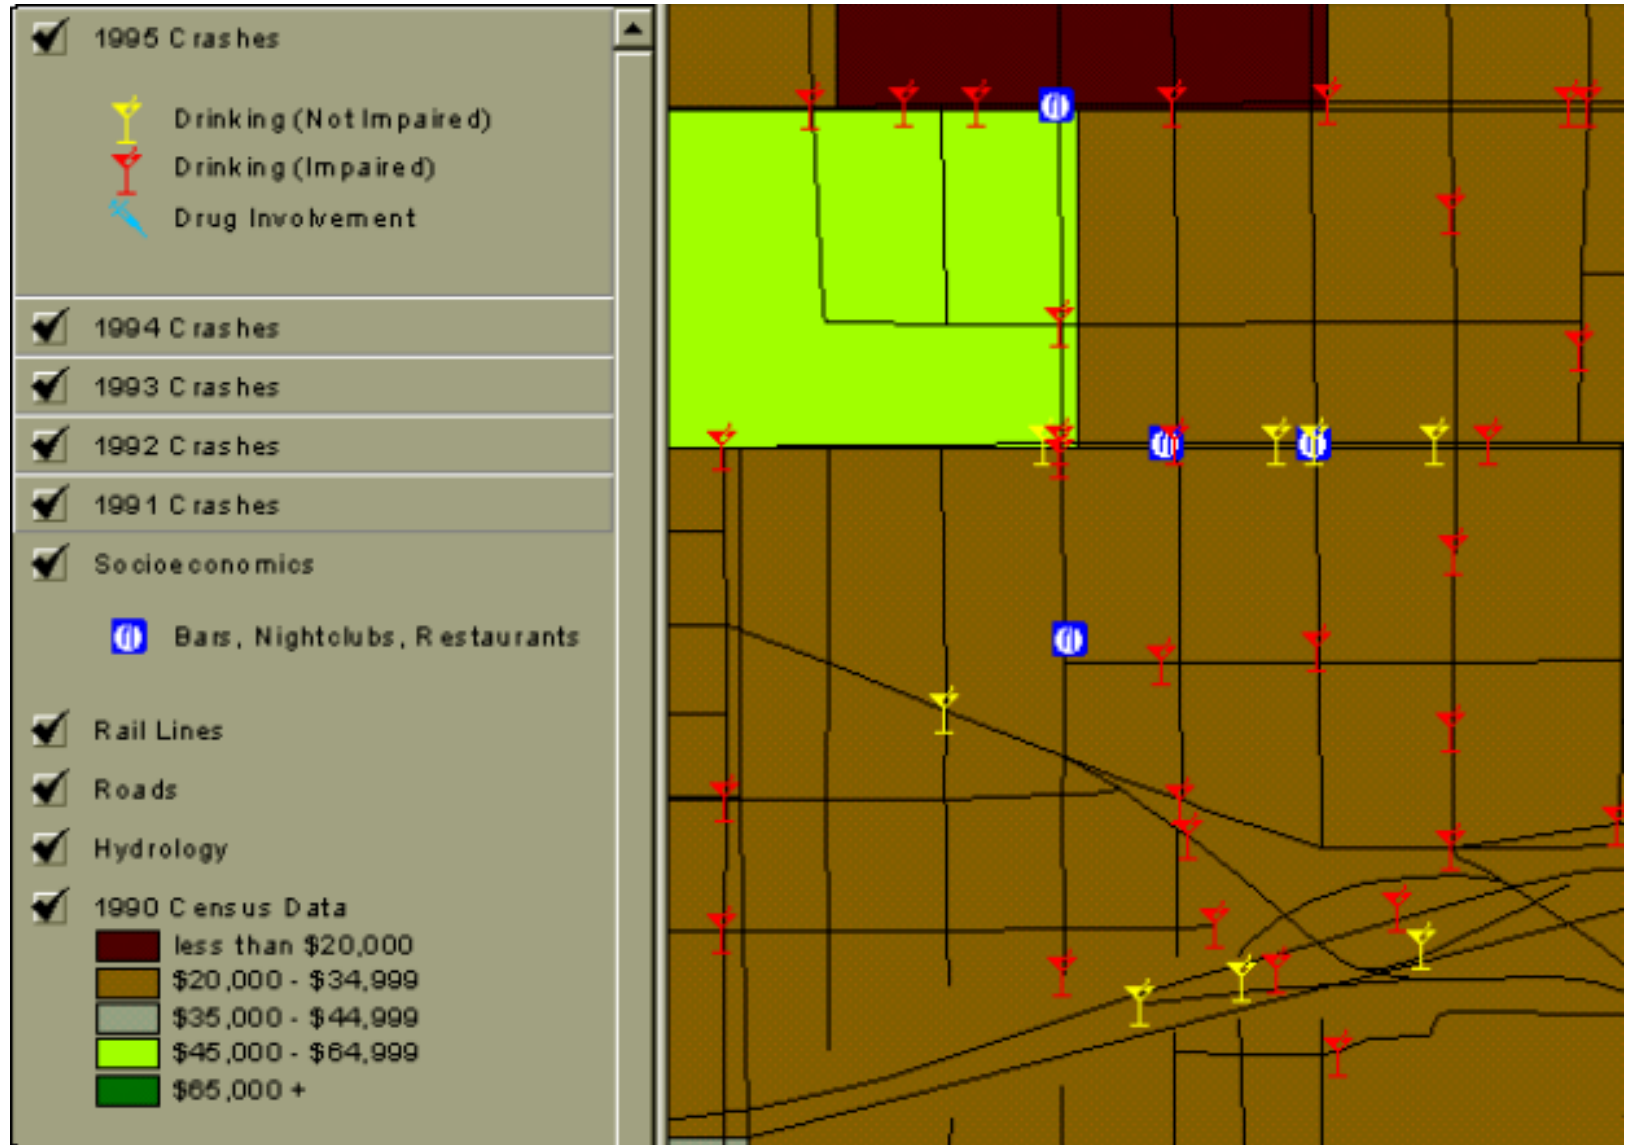 1995 Crashes
Drinking (Not Impaired)
Drinking (Impaired)
Drug Involvement
1994 Crashes
1993 Crashes
1992 Crashes
1991 Crashes
Socioeconomics
Bars, Nightclubs, Restaurants
Rail Lines
Roads
Hydrology
1990 Census Data
less than $20,000
$20,000 - $34,999
$35,000 - $44,999
$45,000 - $64,999
$65,000 +